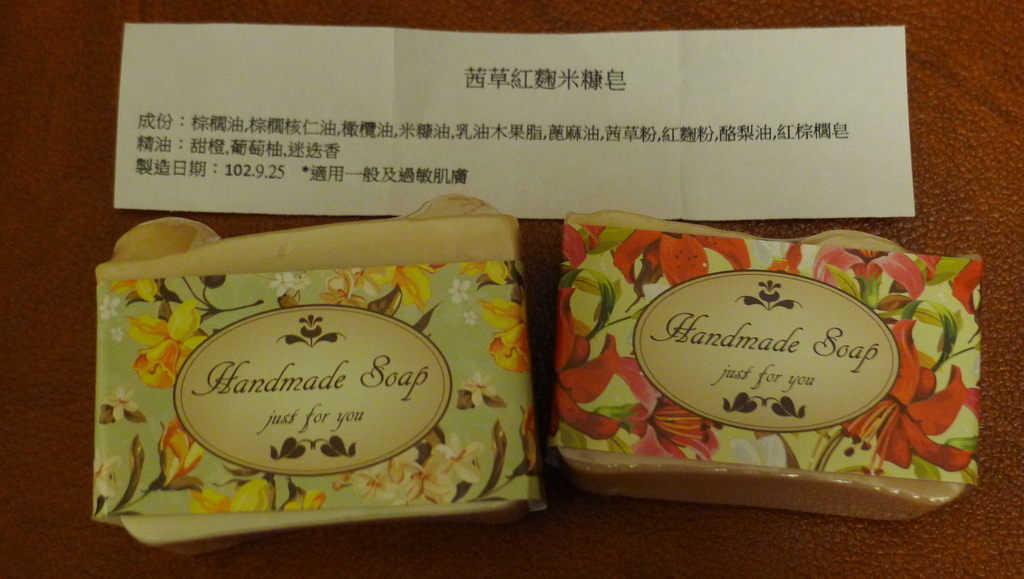 茜草紅麴米糠皂
成份：棕櫚油,棕櫚核仁油,橄欖油,米糠油,乳油木果脂,蓖麻油,茜草粉,紅麴粉,酪梨油,紅棕櫚皂
精油：甜橙,葡萄柚,迷迭香
製造日期：102.9.25 *適用一般及過敏肌膚
Handmade Soap
just for you
Handmade Soap
just for you